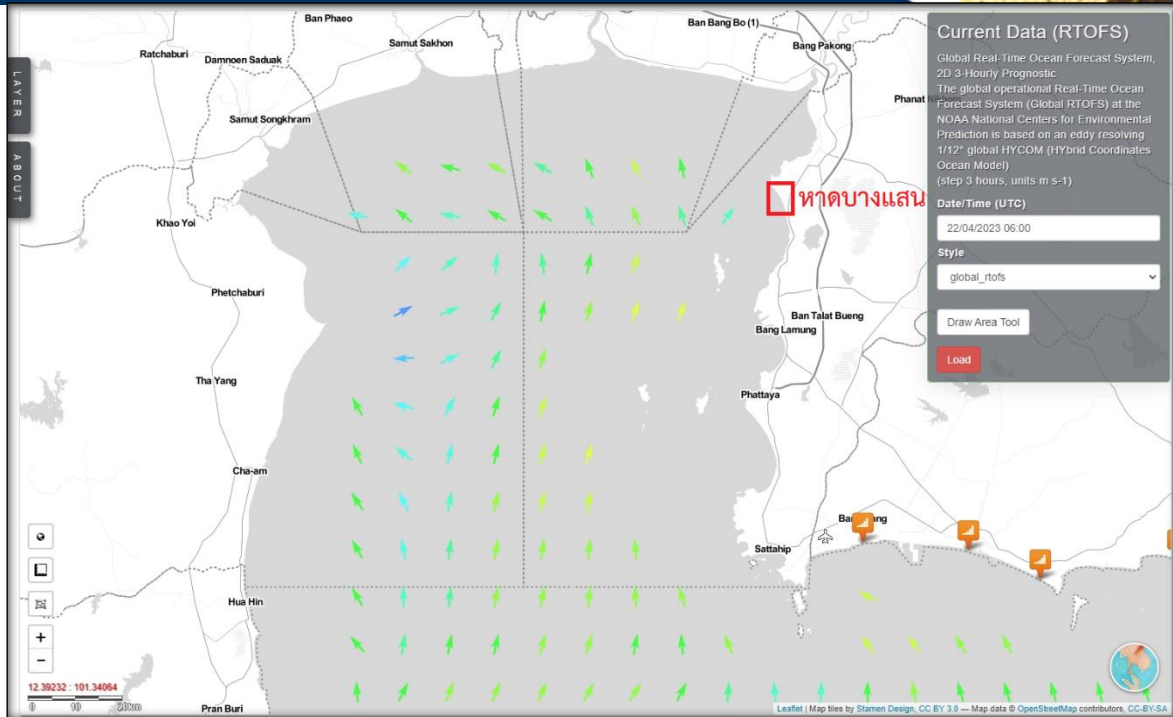 Ban Phaeo
Ban Bang Bo (1)
Samut Sakhon
Ratchaburi
Damnoen Saduak
Bang Pakong
LAYER
Samut Songkhram
ABOUT
หาดบางแสน
Khao Yoi
Phetchaburi
Ban Talat Bueng
Bang Lamung
Tha Yang
Phattaya
Cha-am
Sattahip
Hua Hin
Pran Buri
Current Data (RTOFS)
Global Real-Time Ocean Forecast System,
2D 3-Hourly Prognostic
The global operational Real-Time Ocean
Forecast System (Global RTOFS) at the
NOAA National Centers for Environmental
Prediction is based on an eddy resolving
1/12° global HYCOM (HYbrid Coordinates
Ocean Model)
(step 3 hours, units m s-1)
Date/Time (UTC)
22/04/2023 06:00
Style
global_rtofs
Draw Area Tool
Load
+
−
12.39232 : 101.34064
0 10 20km
Leaflet | Map tiles by Stamen Design, CC BY 3.0 — Map data © OpenStreetMap contributors, CC-BY-SA